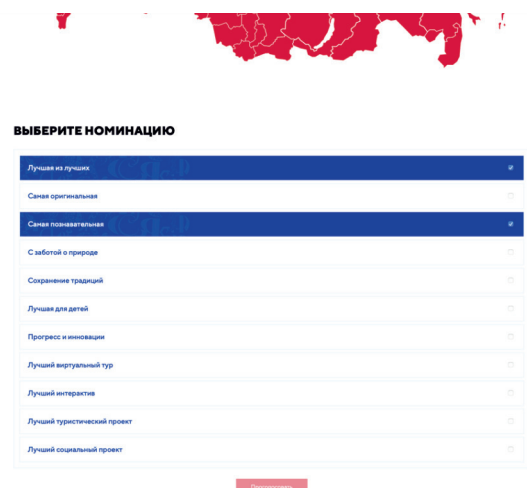 ВЫБЕРИТЕ НОМИНАЦИЮ
Лучшая из лучших
Самая оригинальная
Самая познавательная
С заботой о природе
Сохранение традиций
Лучшая для детей
Прогресс и инновации
Лучший виртуальный тур
Лучший интерактив
Лучший туристический проект
Лучший социальный проект